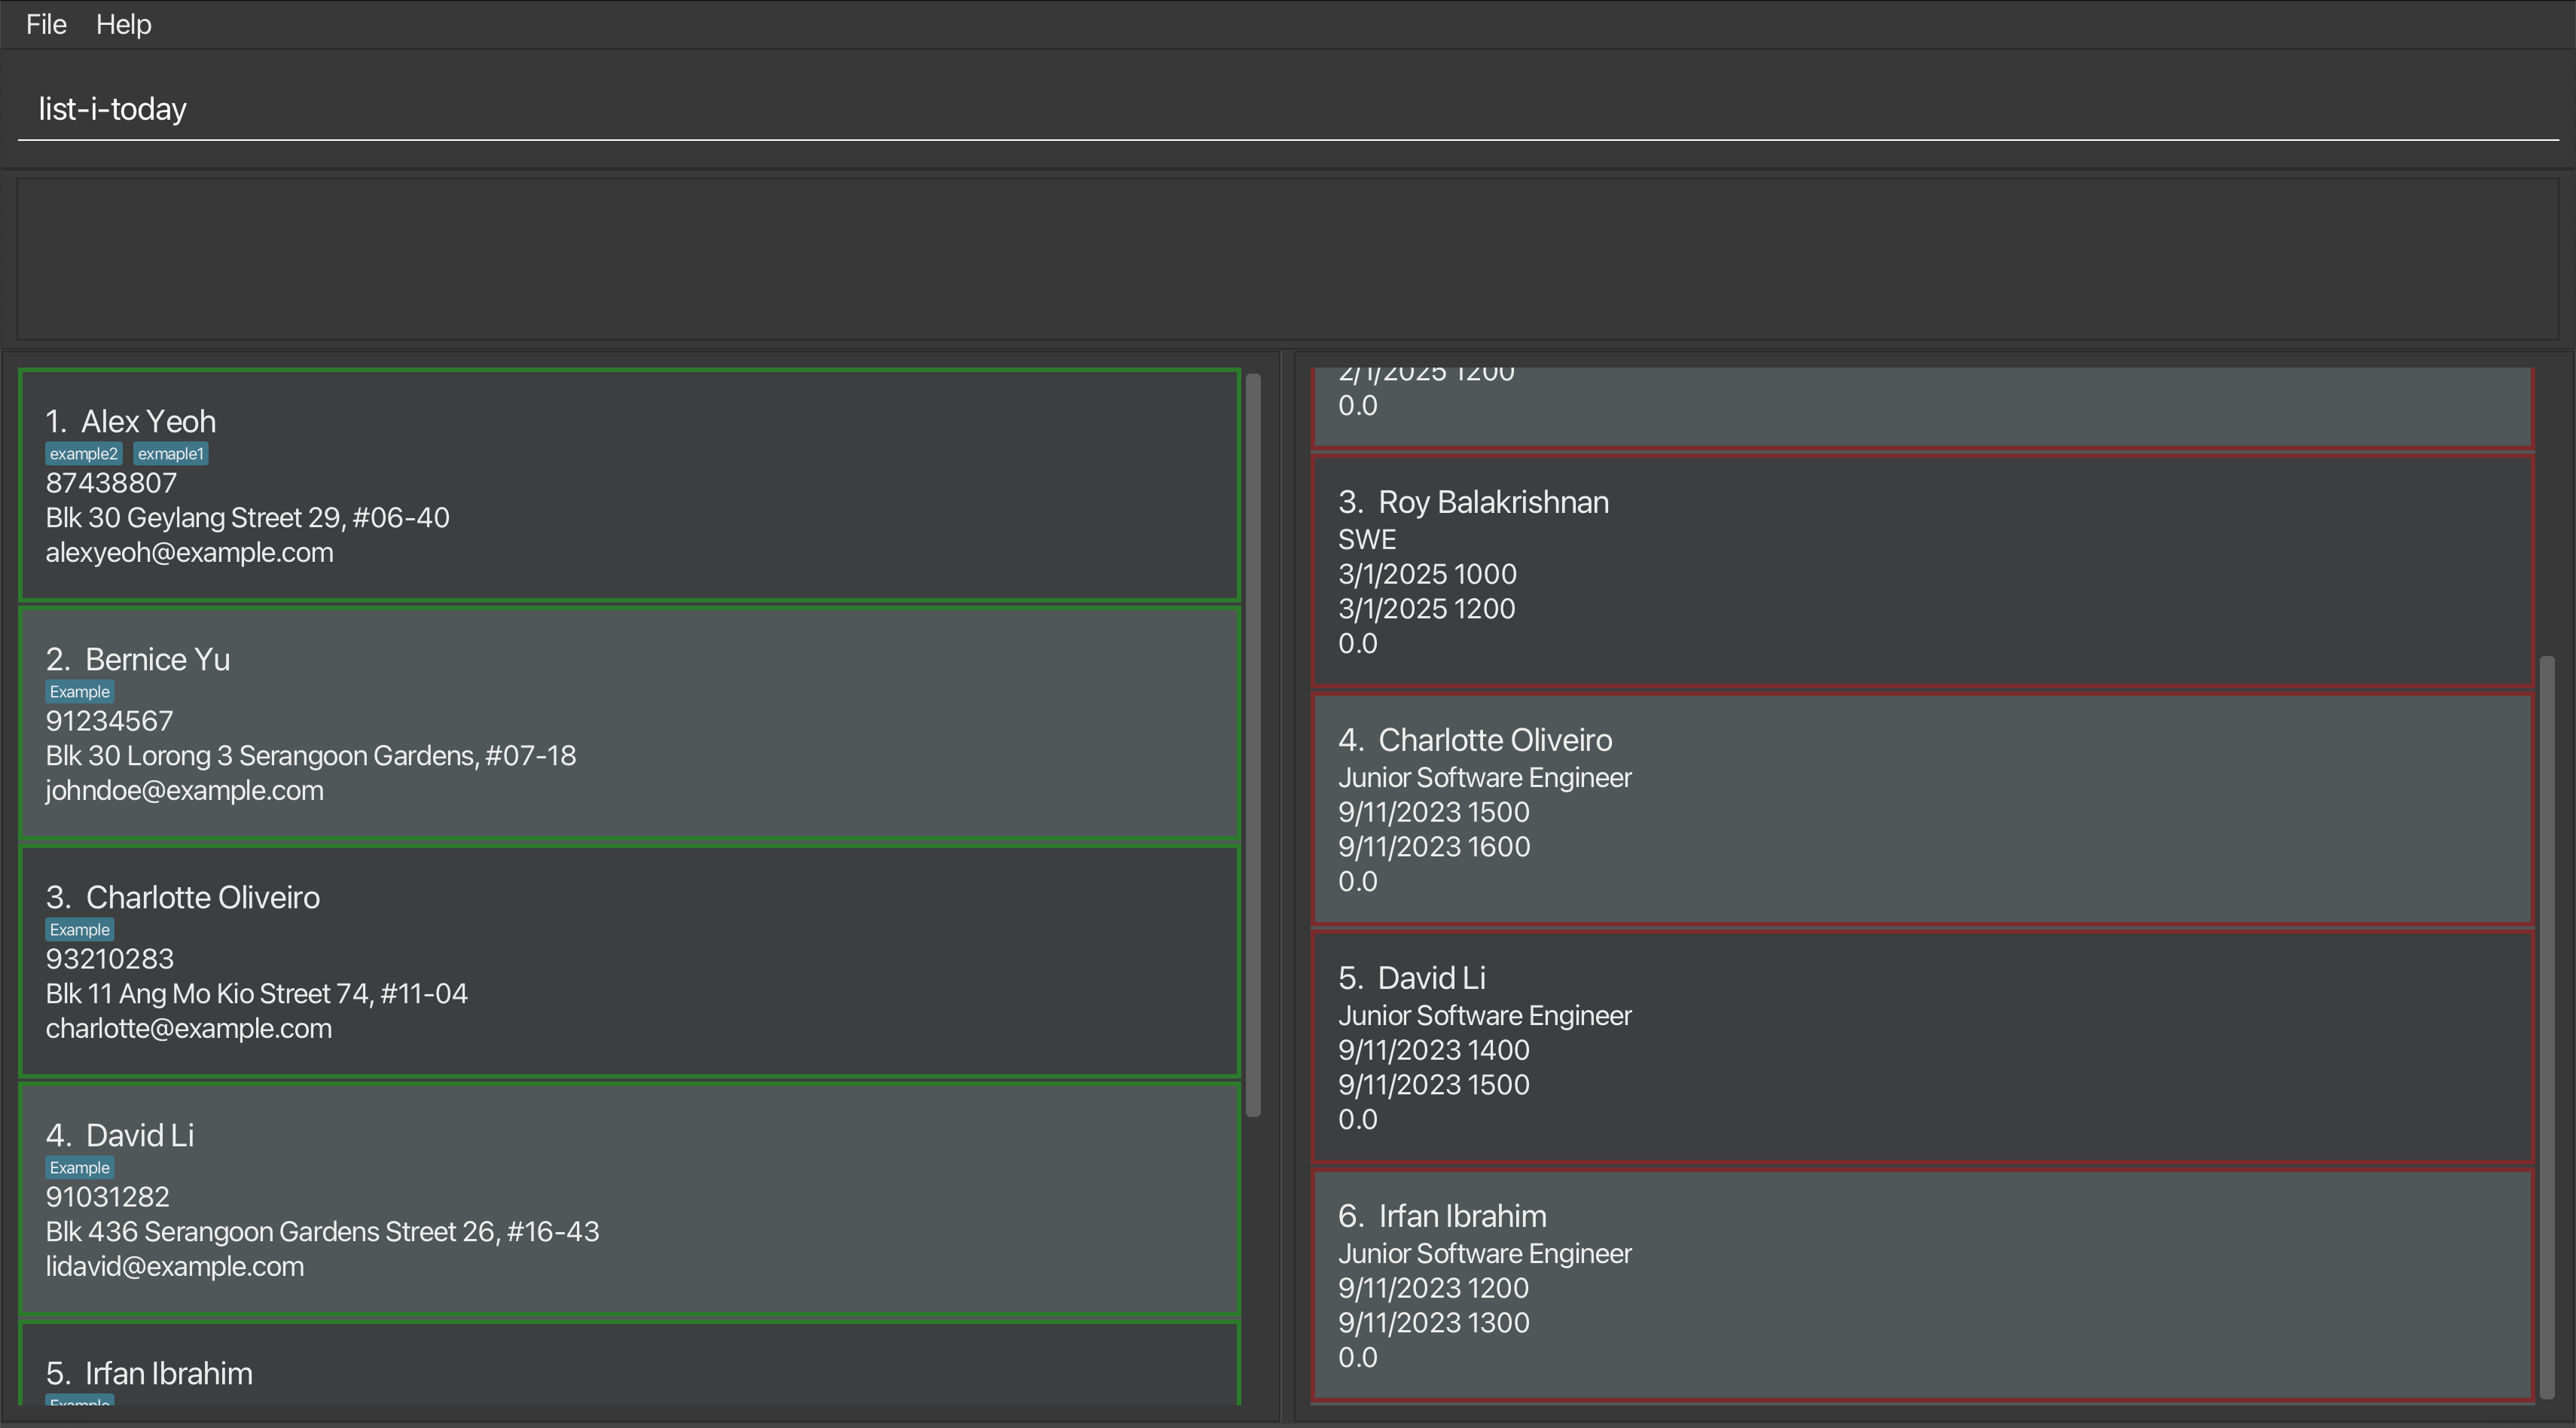 File Help
list-i-today
1. Alex Yeoh
example2 exmaple1
87438807
Blk 30 Geylang Street 29, #06-40
alexyeoh@example.com
2. Bernice Yu
Example
91234567
Blk 30 Lorong 3 Serangoon Gardens, #07-18
johndoe@example.com
3. Charlotte Oliveiro
Example
93210283
Blk 11 Ang Mo Kio Street 74, #11-04
charlotte@example.com
4. David Li
Example
91031282
Blk 436 Serangoon Gardens Street 26, #16-43
lidavid@example.com
5. Irfan Ibrahim
Example
2/1/2025 1200
0.0
3. Roy Balakrishnan
SWE
3/1/2025 1000
3/1/2025 1200
0.0
4. Charlotte Oliveiro
Junior Software Engineer
9/11/2023 1500
9/11/2023 1600
0.0
5. David Li
Junior Software Engineer
9/11/2023 1400
9/11/2023 1500
0.0
6. Irfan Ibrahim
Junior Software Engineer
9/11/2023 1200
9/11/2023 1300
0.0